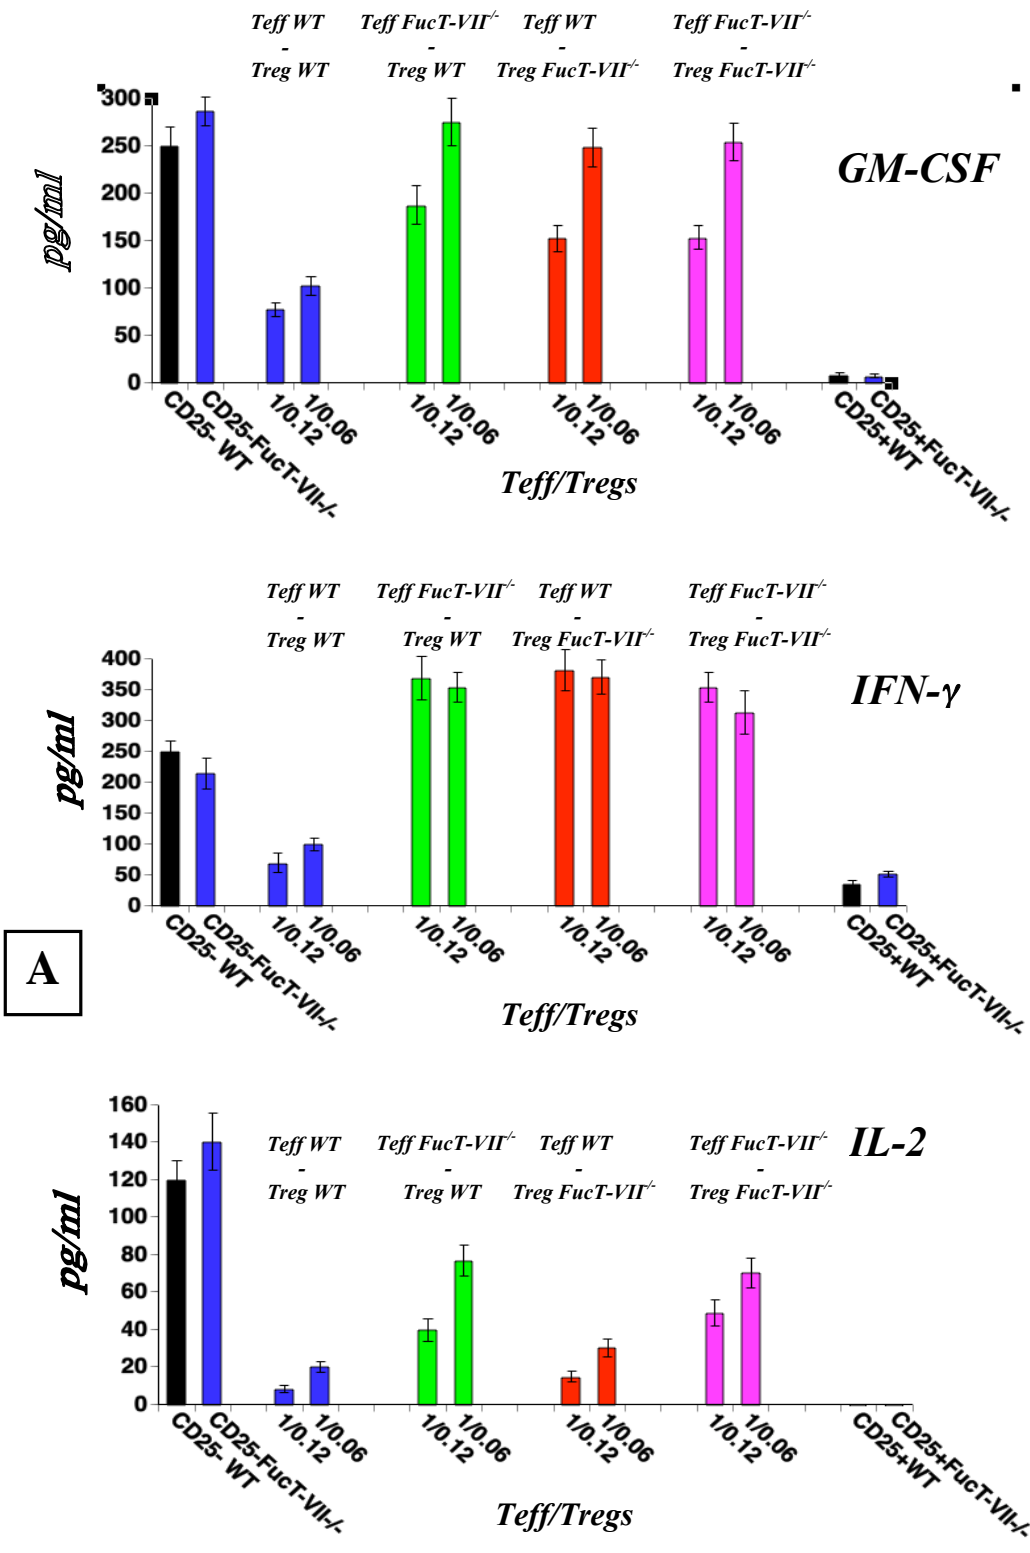 Teff WT Teff FucT-VII-/- Teff WT Teff FucT-VII-/-
- - - -
Treg WT Treg WT Treg FucT-VII-/- Treg FucT-VII-/-
GM-CSF
pg/ml
300
250
200
150
100
50
0
CD25- WT
CD25-FucT-VII-/-
1/0.12
1/0.06
1/0.12
1/0.06
1/0.12
1/0.06
1/0.12
1/0.06
CD25+WT
CD25+FucT-VII-/-
Teff/Tregs
Teff WT Teff FucT-VII-/- Teff WT Teff FucT-VII-/-
- - - -
Treg WT Treg WT Treg FucT-VII-/- Treg FucT-VII-/-
IFN-γ
pg/ml
400
350
300
250
200
150
100
50
0
CD25- WT
CD25-FucT-VII-/-
1/0.12
1/0.06
1/0.12
1/0.06
1/0.12
1/0.06
1/0.12
1/0.06
CD25+WT
CD25+FucT-VII-/-
A
Teff/Tregs
IL-2
Teff WT Teff FucT-VII-/- Teff WT Teff FucT-VII-/-
- - - -
Treg WT Treg WT Treg FucT-VII-/- Treg FucT-VII-/-
pg/ml
160
140
120
100
80
60
40
20
0
CD25- WT
CD25-FucT-VII-/-
1/0.12
1/0.06
1/0.12
1/0.06
1/0.12
1/0.06
1/0.12
1/0.06
CD25+WT
CD25+FucT-VII-/-
Teff/Tregs